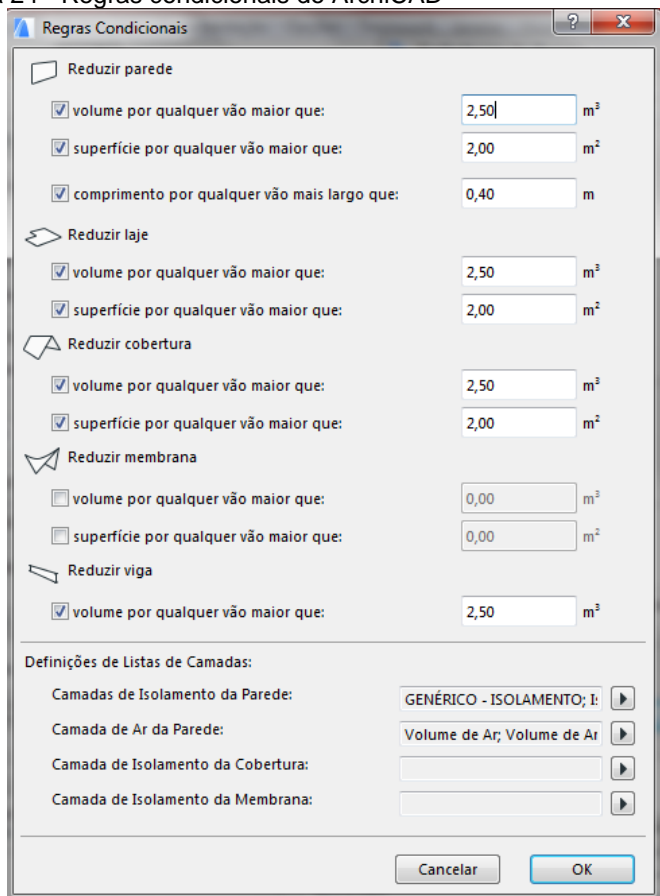 24 - Regras condicionais do ArchiCAD
Regras Condicionais
Reduzir parede
volume por qualquer vão maior que: 2,50 m³
superfície por qualquer vão maior que: 2,00 m²
comprimento por qualquer vão mais largo que: 0,40 m
Reduzir laje
volume por qualquer vão maior que: 2,50 m³
superfície por qualquer vão maior que: 2,00 m²
Reduzir cobertura
volume por qualquer vão maior que: 2,50 m³
superfície por qualquer vão maior que: 2,00 m²
Reduzir membrana
volume por qualquer vão maior que: 0,00 m³
superfície por qualquer vão maior que: 0,00 m²
Reduzir viga
volume por qualquer vão maior que: 2,50 m³
Definições de Listas de Camadas:
Camadas de Isolamento da Parede: GENÉRICO - ISOLAMENTO;
Camada de Ar da Parede: Volume de Ar; Volume de Ar
Camada de Isolamento da Cobertura:
Camada de Isolamento da Membrana:
Cancelar OK